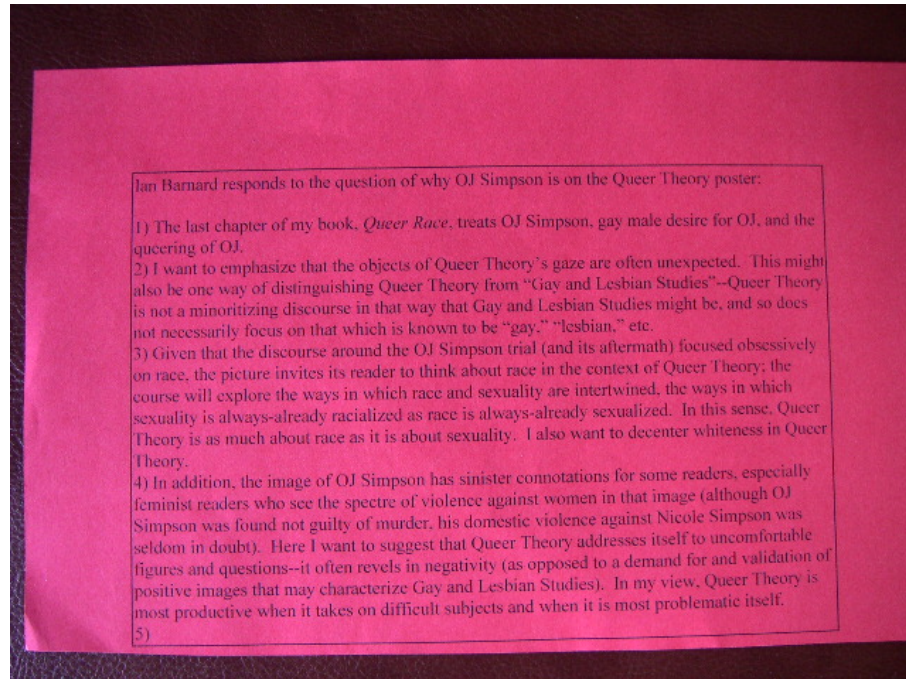 Ian Barnard responds to the question of why OJ Simpson is on the Queer Theory poster:
1) The last chapter of my book, Queer Race, treats OJ Simpson, gay male desire for OJ, and the
queering of OJ.
2) I want to emphasize that the objects of Queer Theory's gaze are often unexpected.  This might
also be one way of distinguishing Queer Theory from “Gay and Lesbian Studies”--Queer Theory
is not a minoritizing discourse in that way that Gay and Lesbian Studies might be, and so does
not necessarily focus on that which is known to be “gay,” “lesbian,” etc.
3) Given that the discourse around the OJ Simpson trial (and its aftermath) focused obsessively
on race, the picture invites its reader to think about race in the context of Queer Theory; the
course will explore the ways in which race and sexuality are intertwined, the ways in which
sexuality is always-already racialized as race is always-already sexualized.  In this sense, Queer
Theory is as much about race as it is about sexuality.  I also want to decenter whiteness in Queer
Theory.
4) In addition, the image of OJ Simpson has sinister connotations for some readers, especially
feminist readers who see the spectre of violence against women in that image (although OJ
Simpson was found not guilty of murder, his domestic violence against Nicole Simpson was
seldom in doubt).  Here I want to suggest that Queer Theory addresses itself to uncomfortable
figures and questions--it often revels in negativity (as opposed to a demand for and validation of
positive images that may characterize Gay and Lesbian Studies).  In my view, Queer Theory is
most productive when it takes on difficult subjects and when it is most problematic itself.
5)